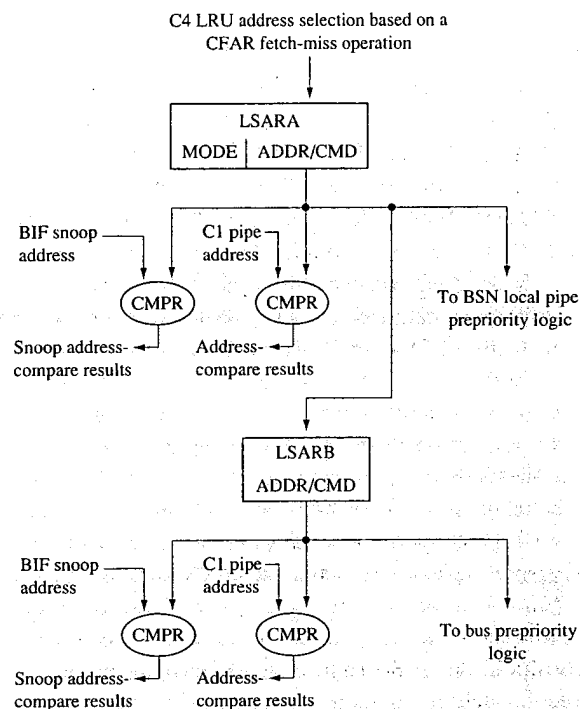 C4 LRU address selection based on a
CFAR fetch-miss operation
LSARA
MODE ADDR/CMD
BIF snoop
address
C1 pipe
address
CMPR
CMPR
To BSN local pipe
prepriority logic
Snoop address-
compare results
Address-
compare results
LSARB
ADDR/CMD
BIF snoop
address
C1 pipe
address
CMPR
CMPR
To bus prepriority
logic
Snoop address-
compare results
Address-
compare results